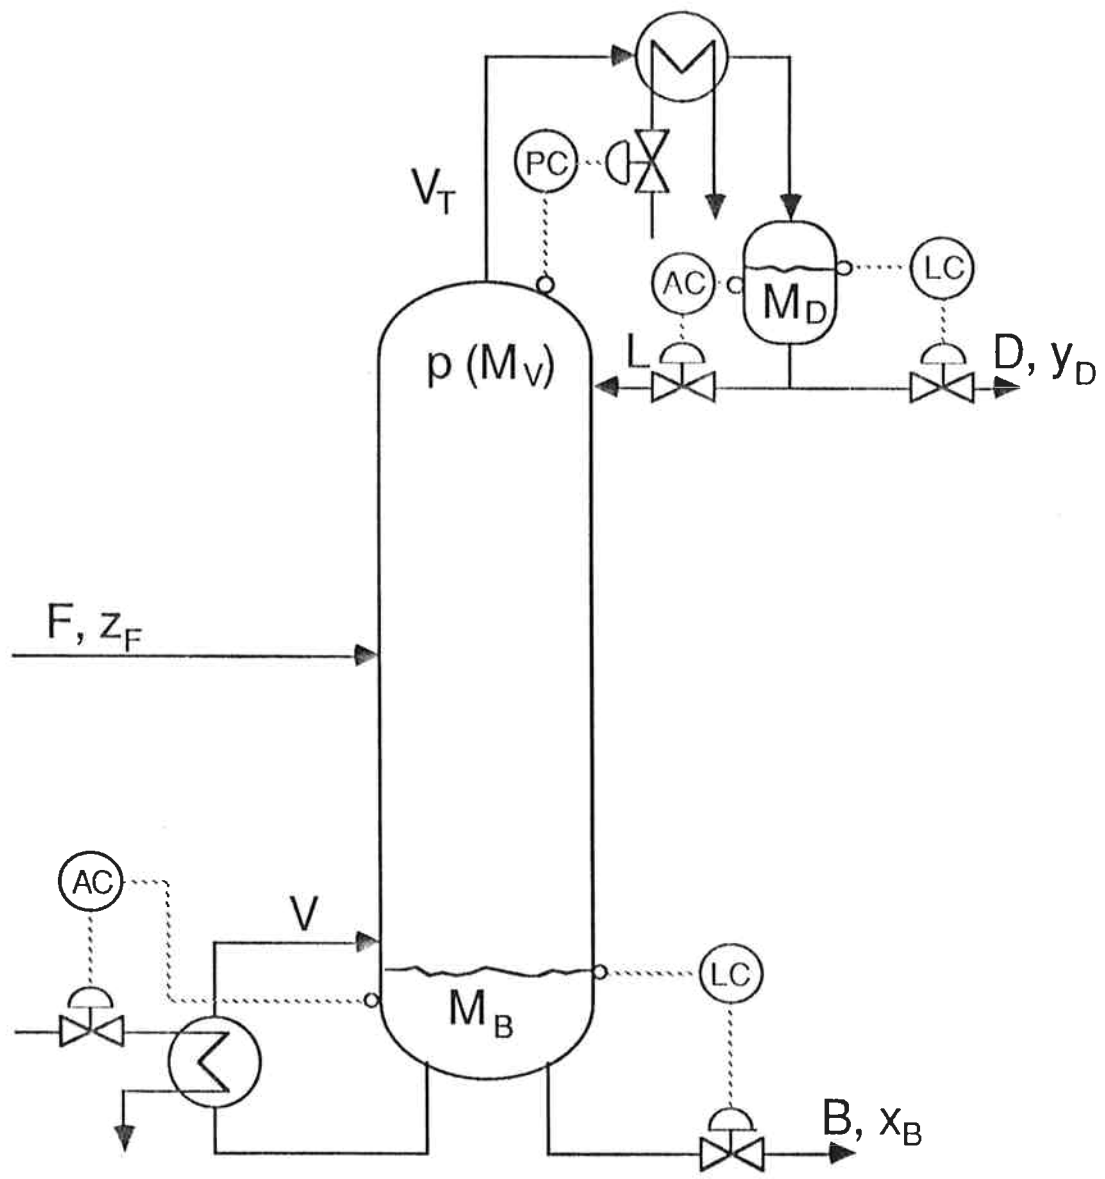 PC
V_T
AC
LC
M_D
p (M_V)
L
D, y_D
F, z_F
AC
V
LC
M_B
B, x_B